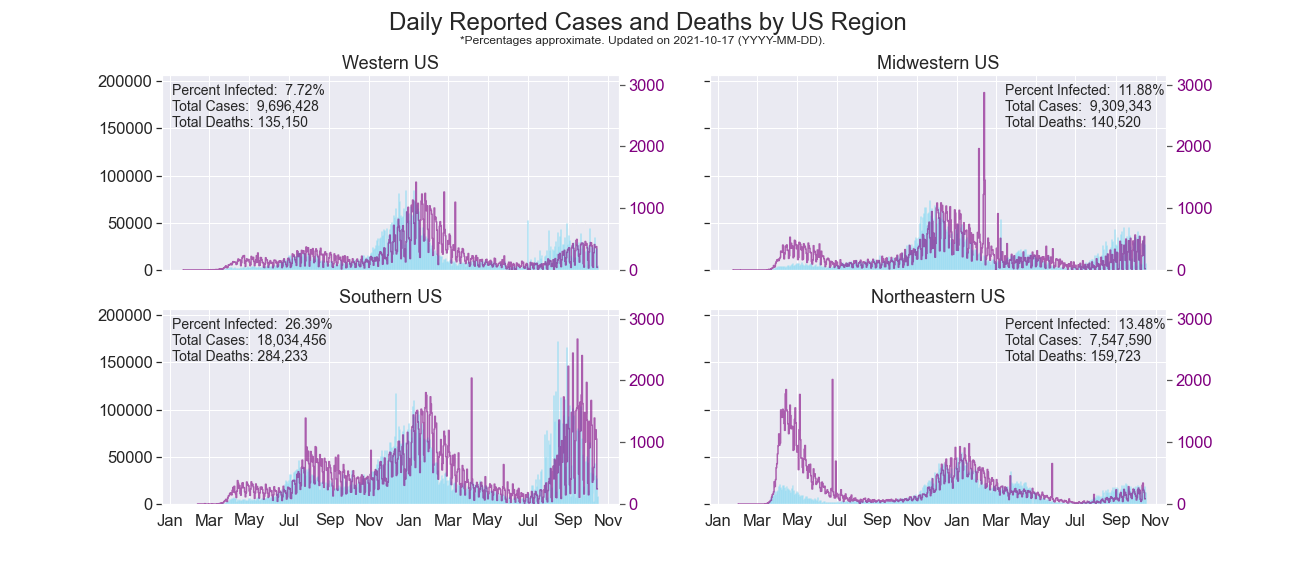 Daily Reported Cases and Deaths by US Region
*Percentages approximate. Updated on 2021-10-17 (YYYY-MM-DD).
Western US
200000
150000
100000
50000
0
Percent Infected: 7.72%
Total Cases: 9,696,428
Total Deaths: 135,150
3000
2000
1000
0
Midwestern US
Percent Infected: 11.88%
Total Cases: 9,309,343
Total Deaths: 140,520
3000
2000
1000
0
Southern US
200000
150000
100000
50000
0
Percent Infected: 26.39%
Total Cases: 18,034,456
Total Deaths: 284,233
3000
2000
1000
0
Jan Mar May Jul Sep Nov Jan Mar May Jul Sep Nov
Northeastern US
Percent Infected: 13.48%
Total Cases: 7,547,590
Total Deaths: 159,723
3000
2000
1000
0
Jan Mar May Jul Sep Nov Jan Mar May Jul Sep Nov